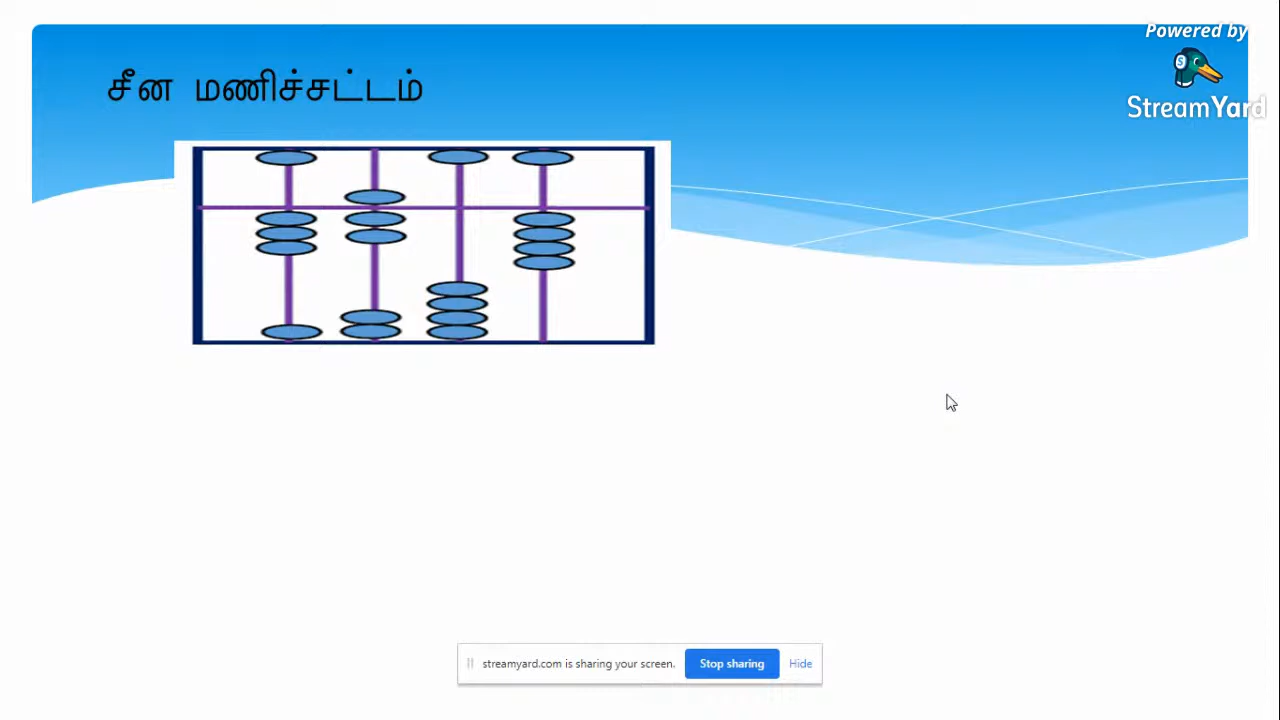 Powered by
StreamYard
சீன மணிச்சட்டம்
streamyard.com is sharing your screen. Stop sharing Hide